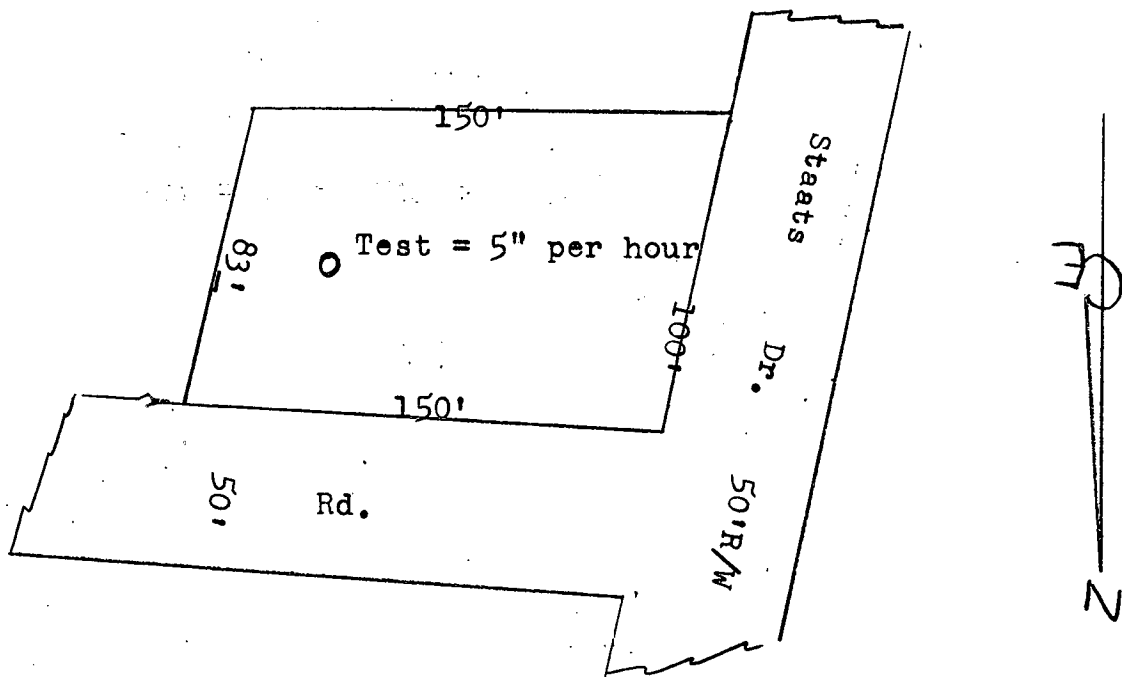 150'
Staats Dr. 50'R/W
83'
Test = 5" per hour
100'
150'
50'
Rd.
E
N